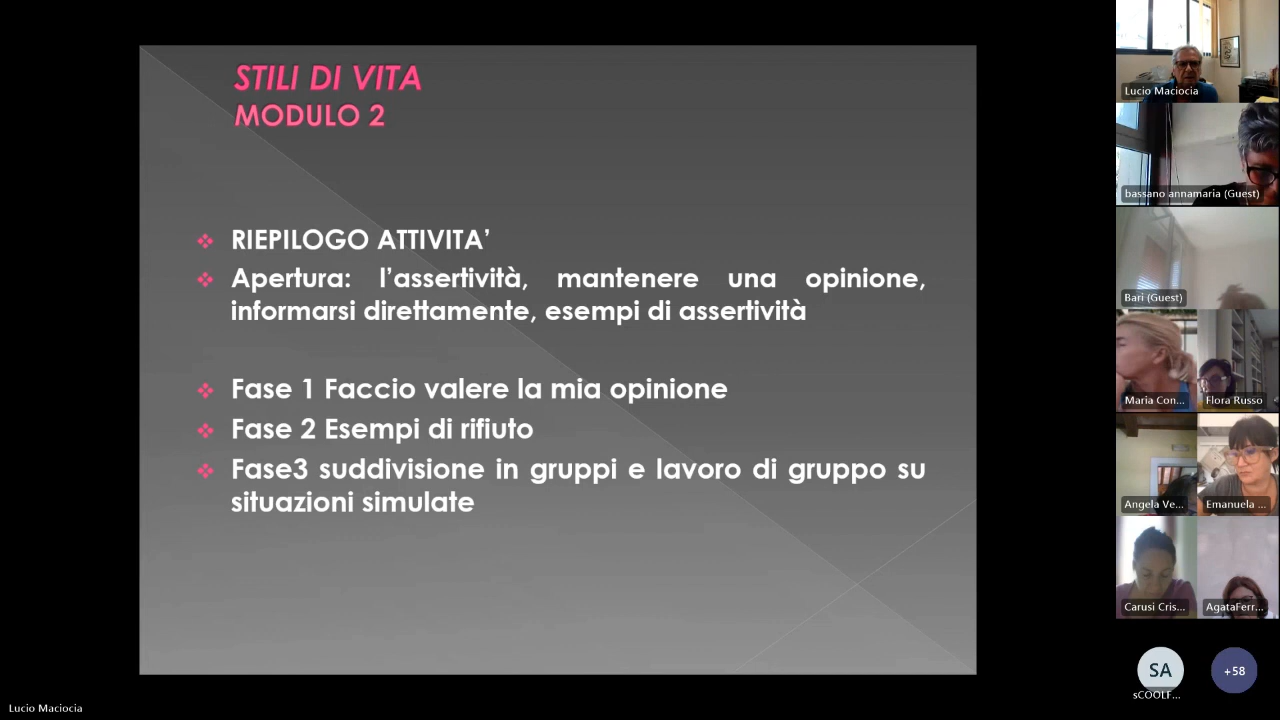 STILI DI VITA
MODULO 2
RIEPILOGO ATTIVITA’
Apertura: l’assertività, mantenere una opinione,
informarsi direttamente, esempi di assertività
Fase 1 Faccio valere la mia opinione
Fase 2 Esempi di rifiuto
Fase3 suddivisione in gruppi e lavoro di gruppo su
situazioni simulate
Lucio Maciocia
bassano annamaria (Guest)
Bari (Guest)
Maria Con...
Flora Russo
Angela Ve...
Emanuela ...
Carusi Cris...
AgataFerr...
SA
sCOOLF...
+58
Lucio Maciocia